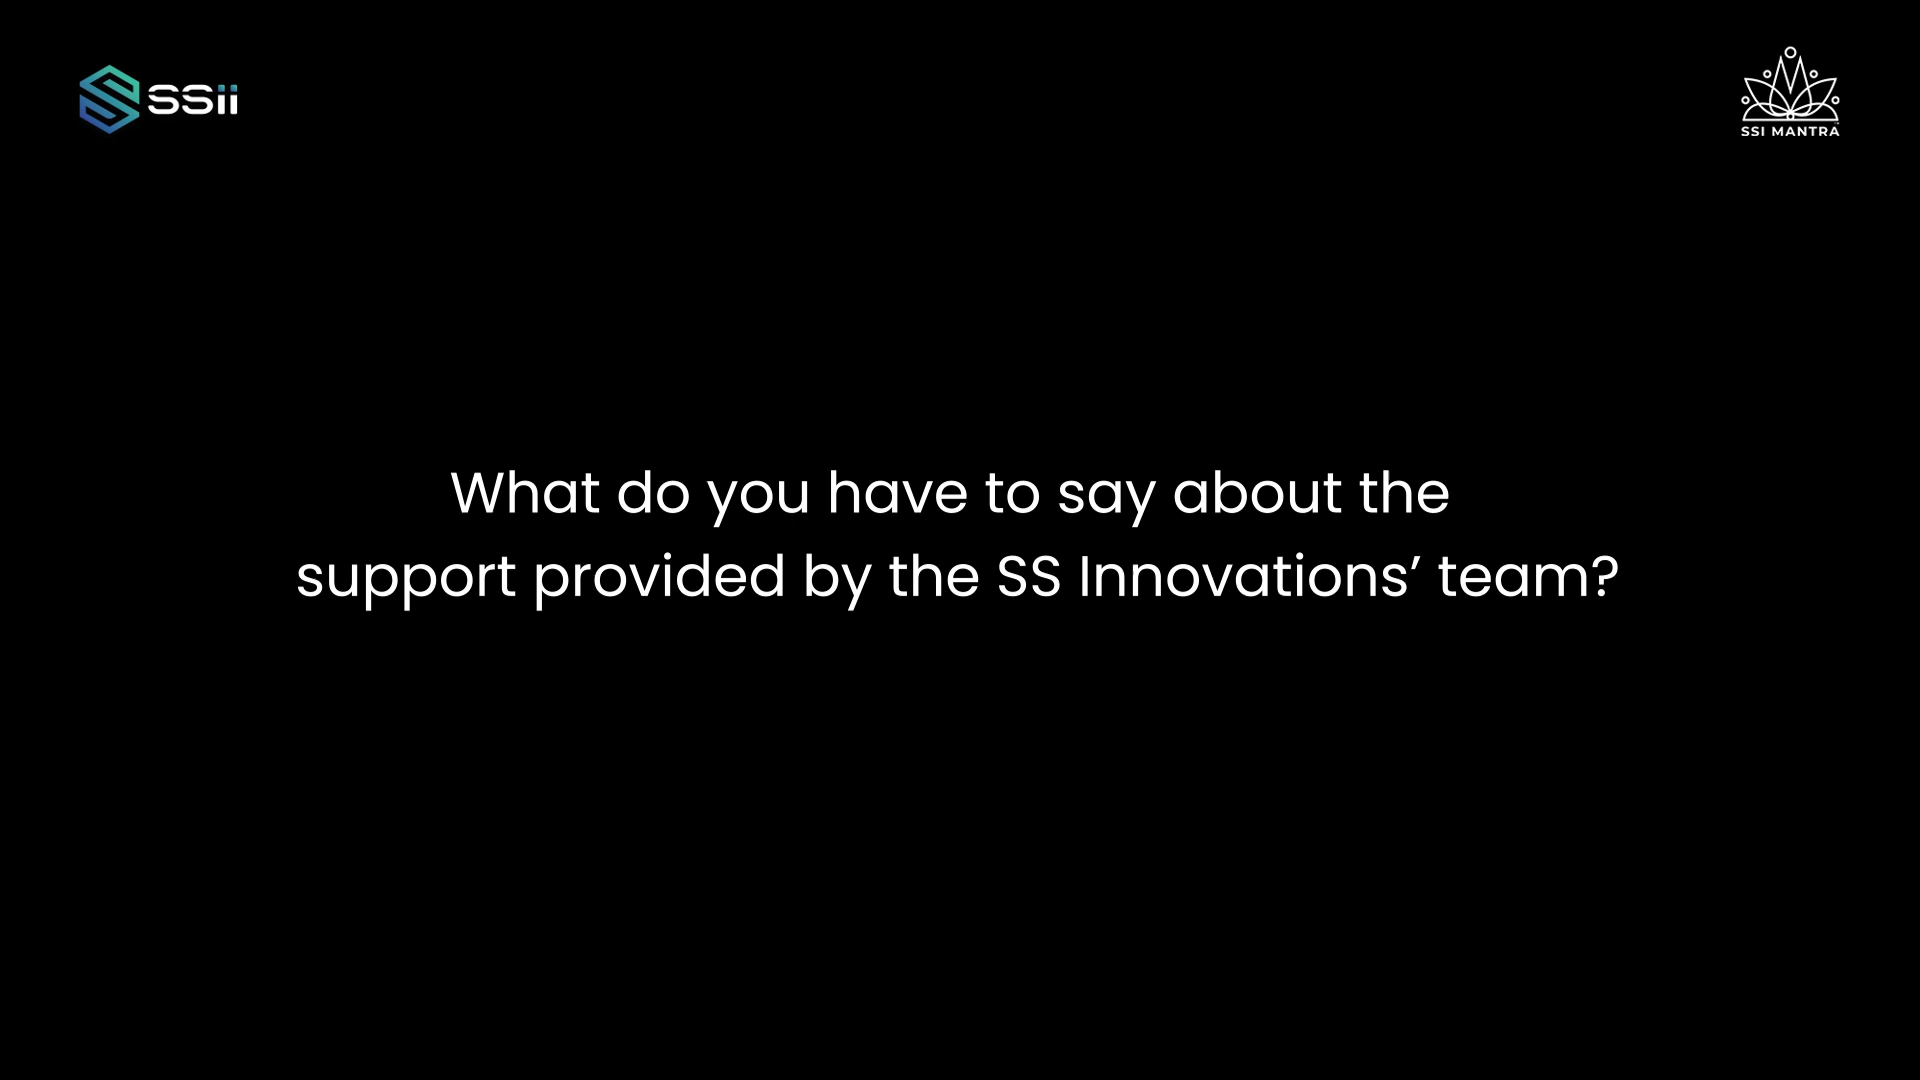 SSii
SSI MANTRA
What do you have to say about the
support provided by the SS Innovations’ team?